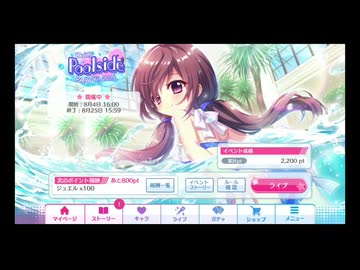 Poolside
★ 開催中 ★
開始：8月4日 16:00
終了：8月25日 15:59
イベント成績
累計pt
2,200 pt
次のポイント報酬 あと800pt
ジュエル x100
報酬一覧
イベント
ストーリー
ルール
確認
ライブ
マイページ
ストーリー
キャラ
ライブ
ガチャ
ショップ
メニュー